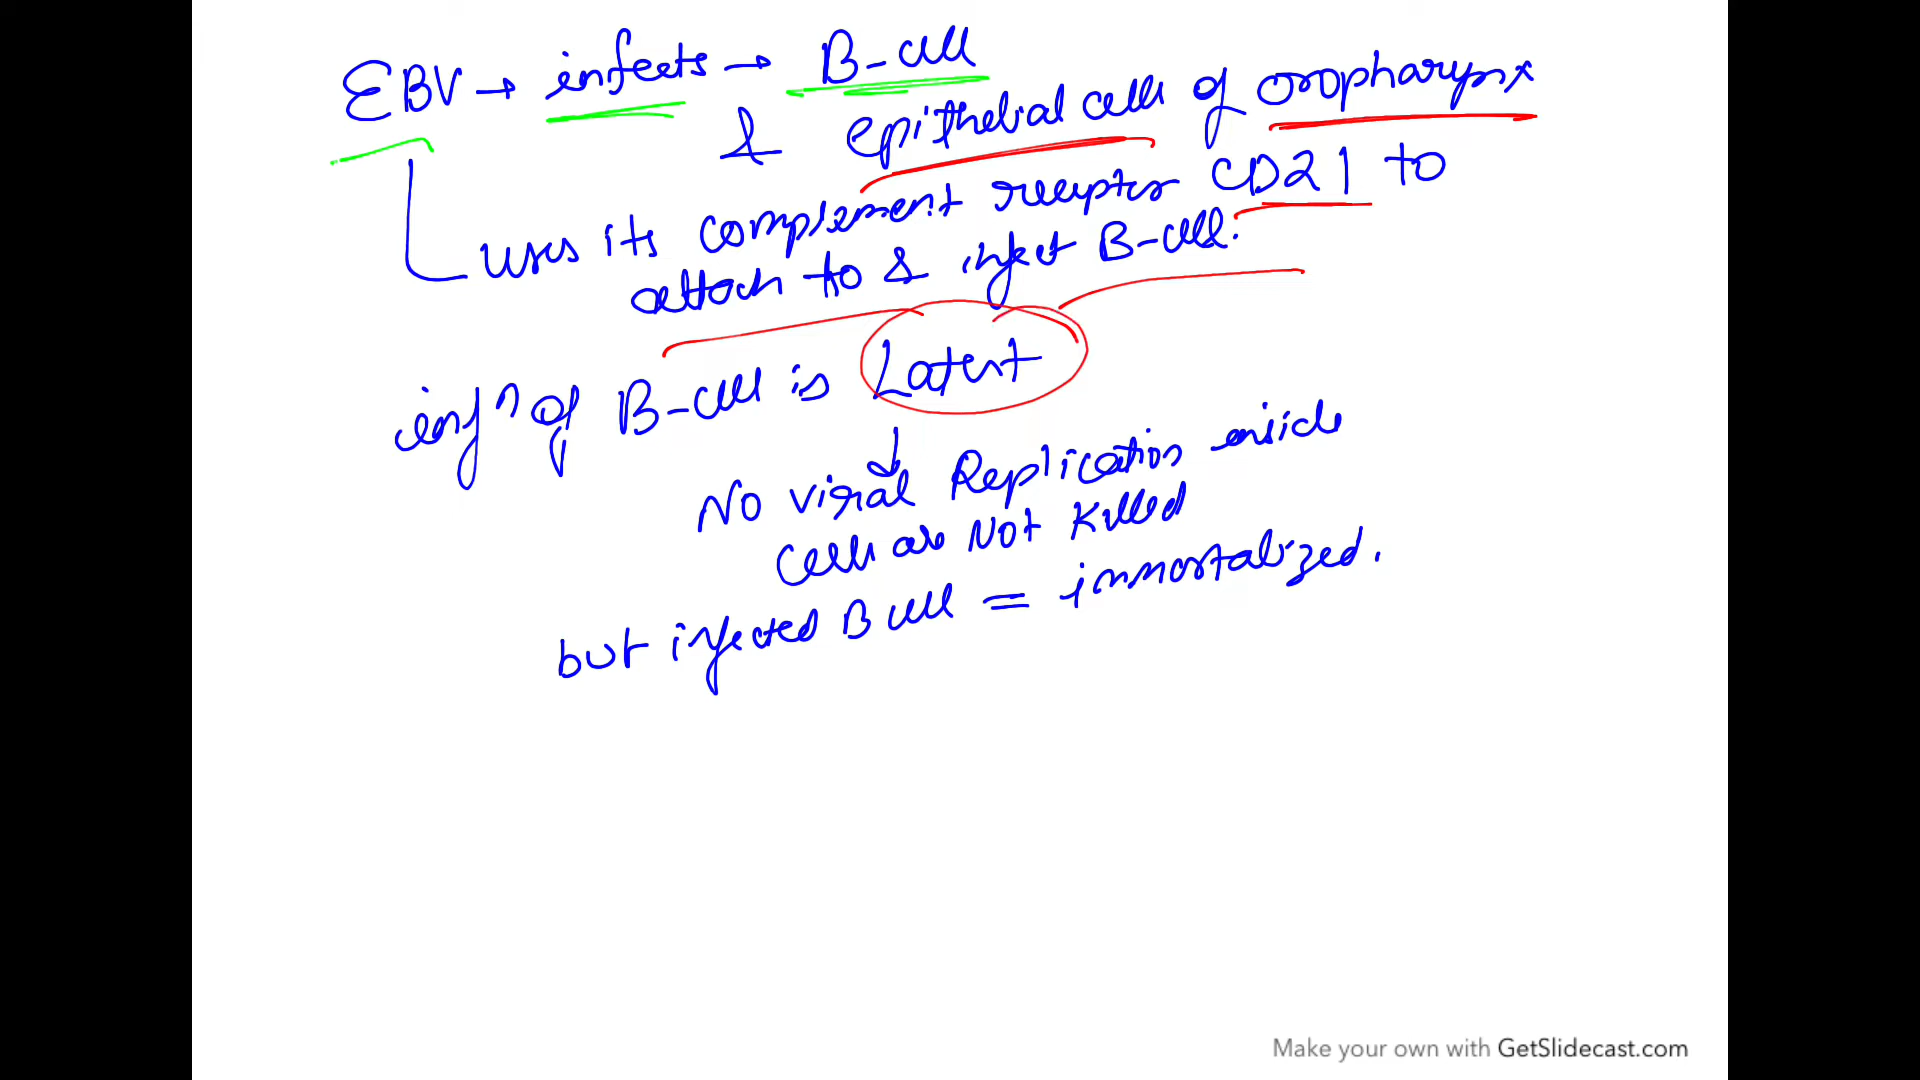 EBV → infects → B-cell
& epithelial cells of oropharynx
uses its complement receptor CD21 to
attach to & infect B-cell.
infⁿ of B-cell is Latent
↓
No viral Replication inside
Cells are Not Killed
but infected B cell = immortalized.
Make your own with GetSlidecast.com